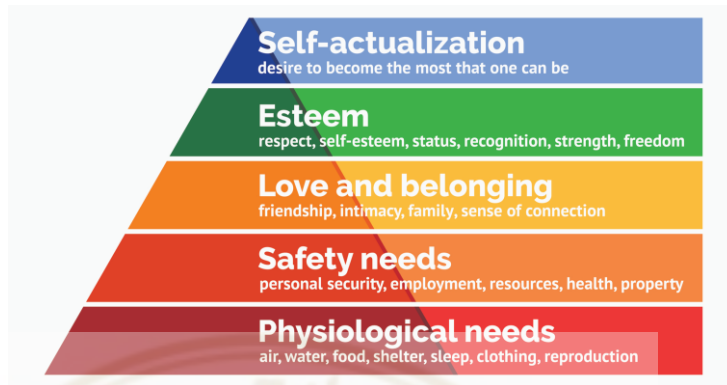 Self-actualization
desire to become the most that one can be
Esteem
respect, self-esteem, status, recognition, strength, freedom
Love and belonging
friendship, intimacy, family, sense of connection
Safety needs
personal security, employment, resources, health, property
Physiological needs
air, water, food, shelter, sleep, clothing, reproduction